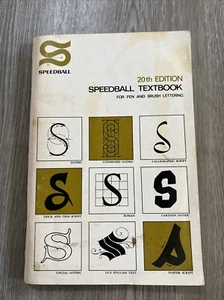 S
SPEEDBALL
20th EDITION
SPEEDBALL TEXTBOOK
FOR PEN AND BRUSH LETTERING
S S S
GOTHIC CONDENSED GOTHIC CALLIGRAPHIC SCRIPT
S S S
THICK AND THIN SCRIPT ROMAN CARTOON GOTHIC
S S S
UNCIAL GOTHIC OLD ENGLISH TEXT POSTER SCRIPT